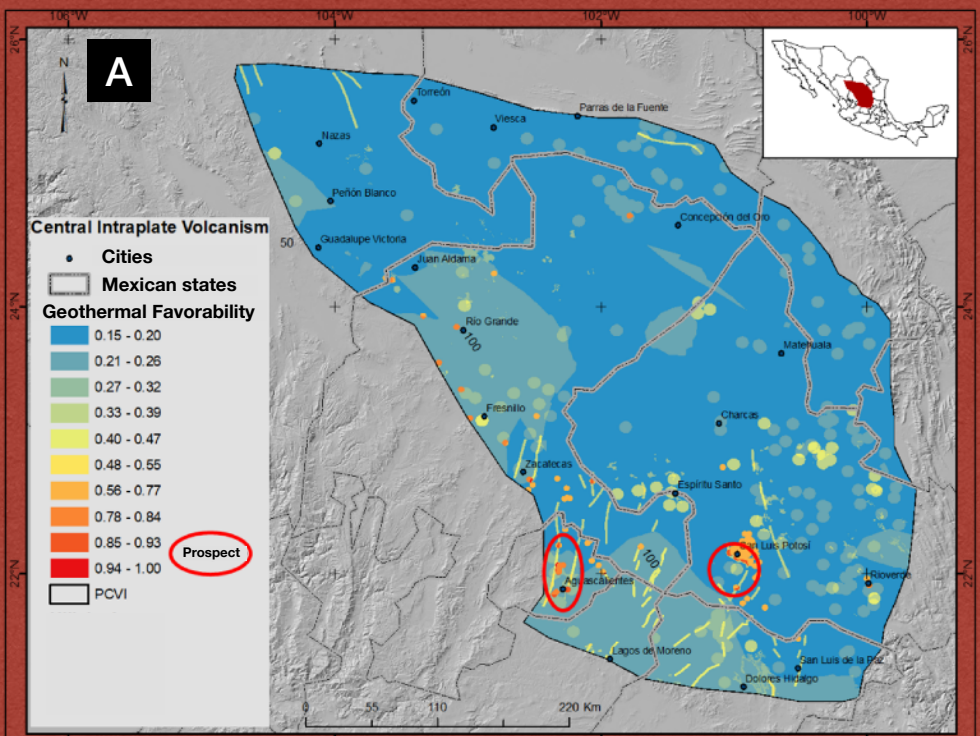 106°W
104°W
102°W
100°W
26°N
26°N
A
N
Torreón
Parras de la Fuente
Viesca
Nazas
Peñón Blanco
Concepción del Oro
Central Intraplate Volcanism
50
Guadalupe Victoria
Cities
Juan Aldama
Mexican states
Geothermal Favorability
24°N
24°N
0.15 - 0.20
Río Grande
100
0.21 - 0.26
Matehuala
0.27 - 0.32
0.33 - 0.39
Fresnillo
Charcas
0.40 - 0.47
0.48 - 0.55
Zacatecas
0.56 - 0.77
Espíritu Santo
0.78 - 0.84
0.85 - 0.93
Prospect
San Luis Potosí
100
0.94 - 1.00
22°N
22°N
Aguascalientes
Rioverde
PCVI
Lagos de Moreno
San Luis de la Paz
Dolores Hidalgo
0 55 110 220 Km